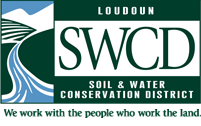 LOUDOUN
SWCD
SOIL & WATER
CONSERVATION DISTRICT
We work with the people who work the land.